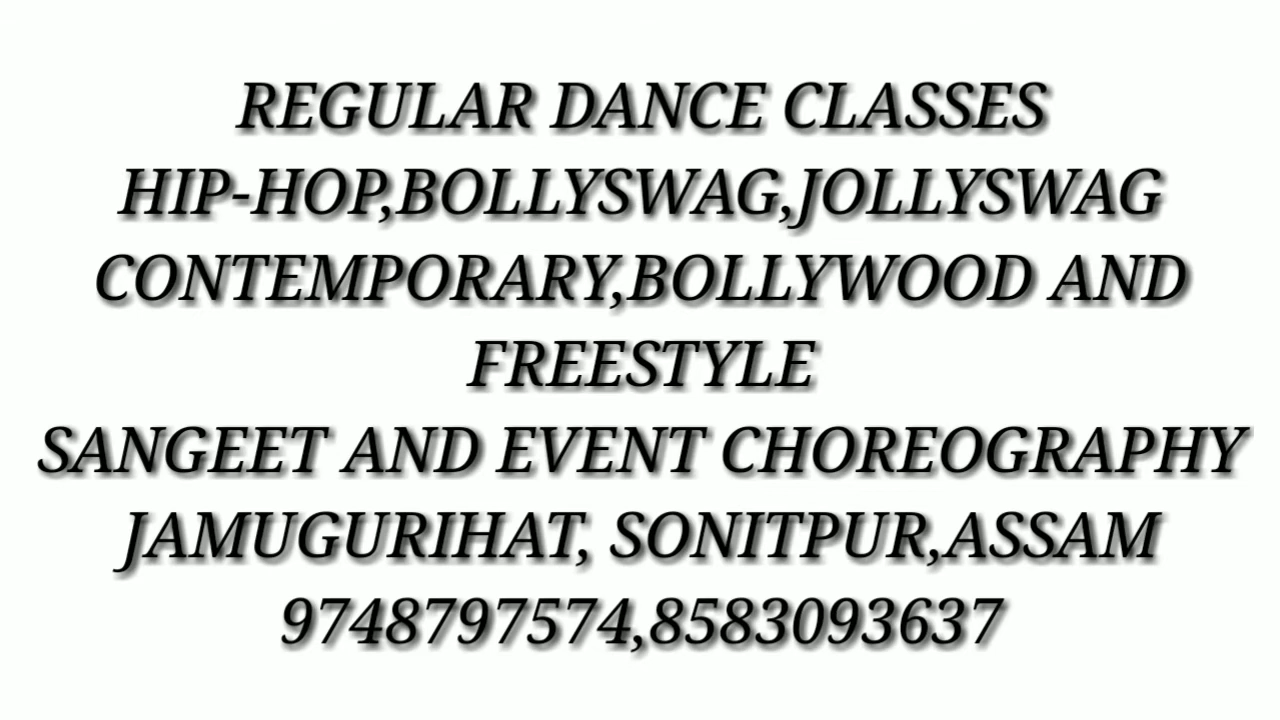 REGULAR DANCE CLASSES
HIP-HOP,BOLLYSWAG,JOLLYSWAG
CONTEMPORARY,BOLLYWOOD AND
FREESTYLE
SANGEET AND EVENT CHOREOGRAPHY
JAMUGURIHAT, SONITPUR,ASSAM
9748797574,8583093637